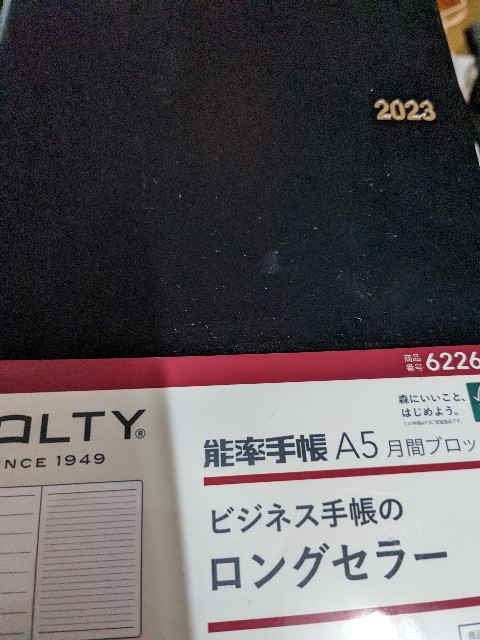 2023
商品
番号 6226
森にいいこと、
はじめよう。
OLTY®
SINCE 1949
能率手帳 A5 月間ブロッ
ビジネス手帳の
ロングセラー